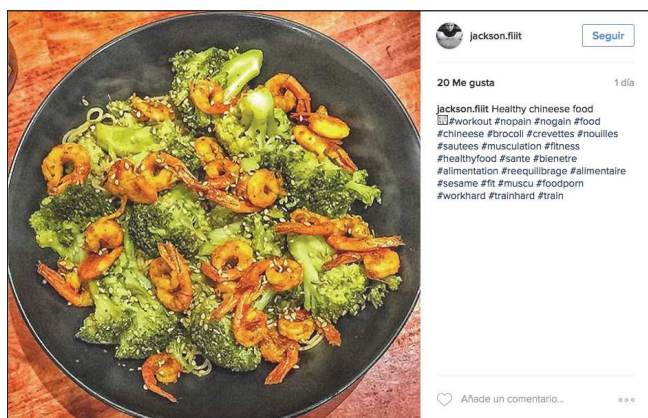 jackson.fiiit
Seguir
20 Me gusta
1 día
jackson.fiiit Healthy chineese food
#workout #nopain #nogain #food
#chineese #brocoli #crevettes #nouilles
#sautees #musculation #fitness
#healthyfood #sante #bienetre
#alimentation #reequilibrage #alimentaire
#sesame #fit #muscu #foodporn
#workhard #trainhard #train
Añade un comentario...